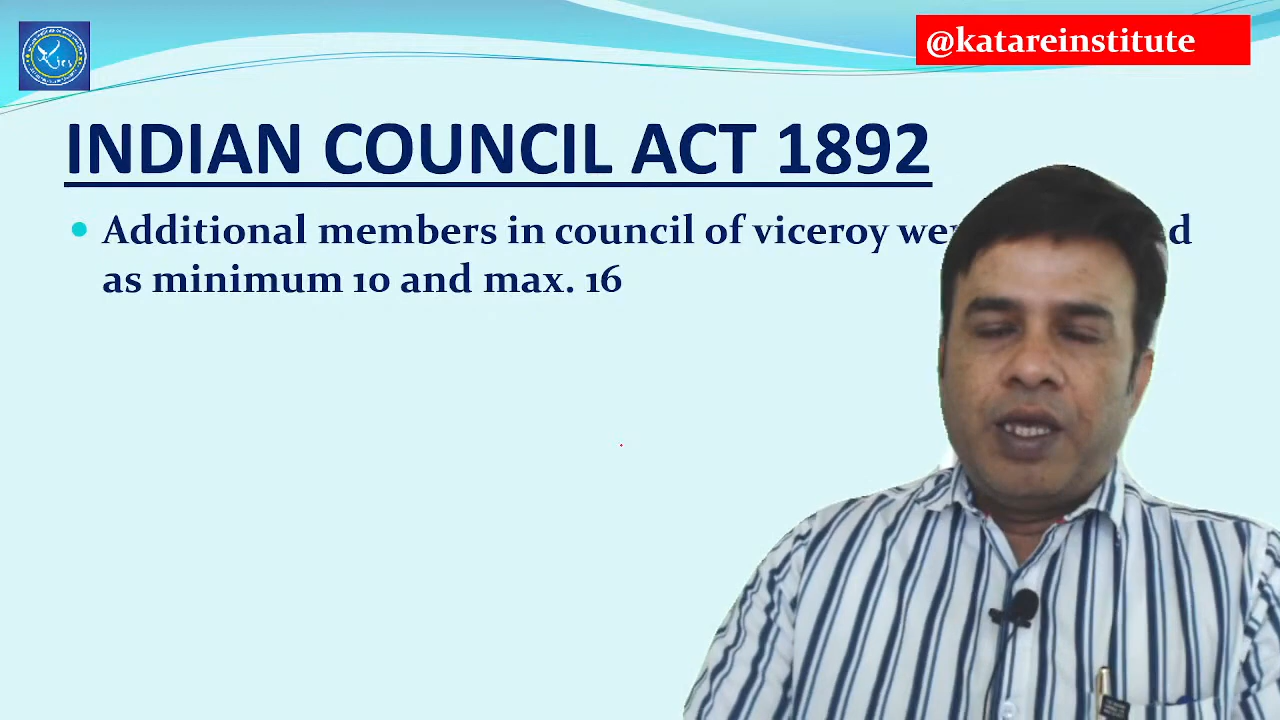 @katareinstitute
INDIAN COUNCIL ACT 1892
Additional members in council of viceroy
as minimum 10 and max. 16